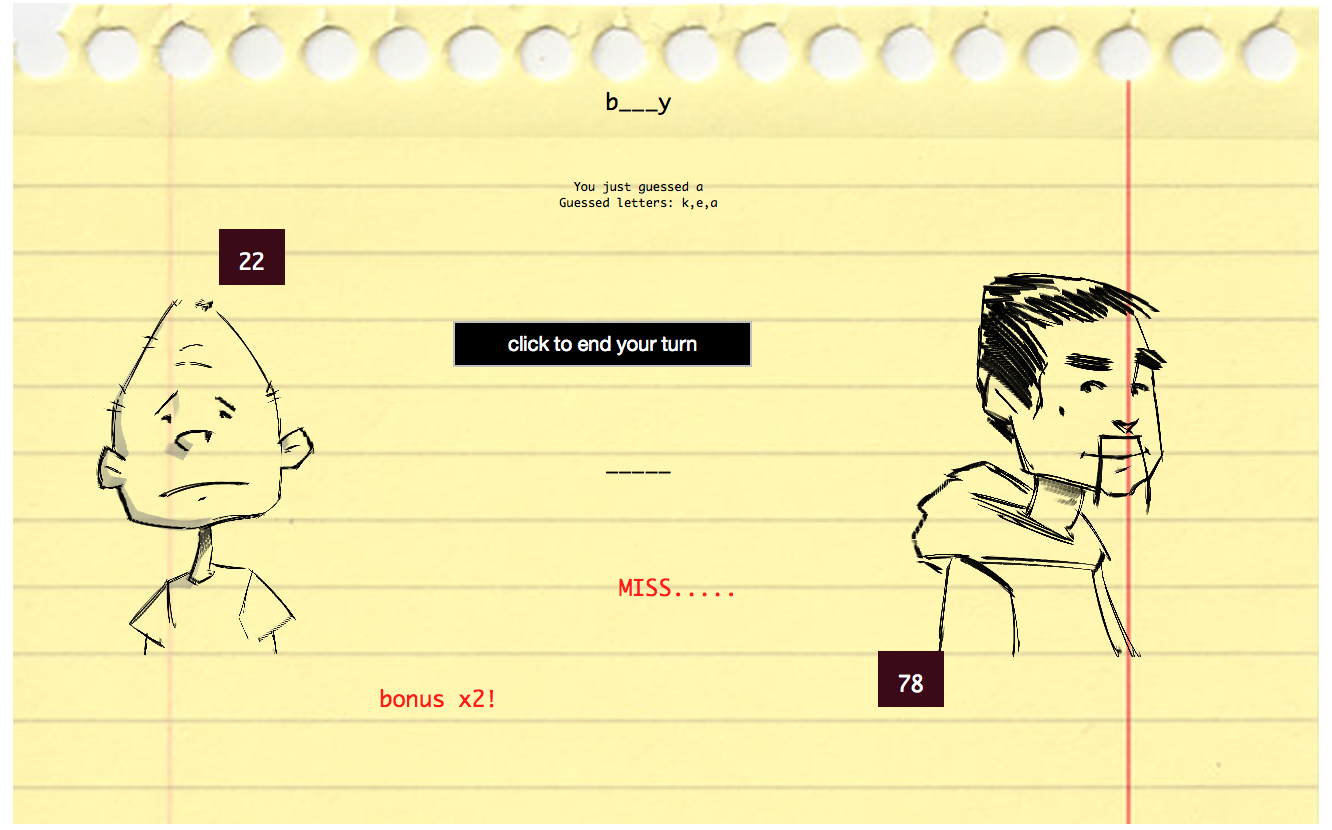 b___y
You just guessed a
Guessed letters: k,e,a
22
click to end your turn
_____
MISS.....
78
bonus x2!